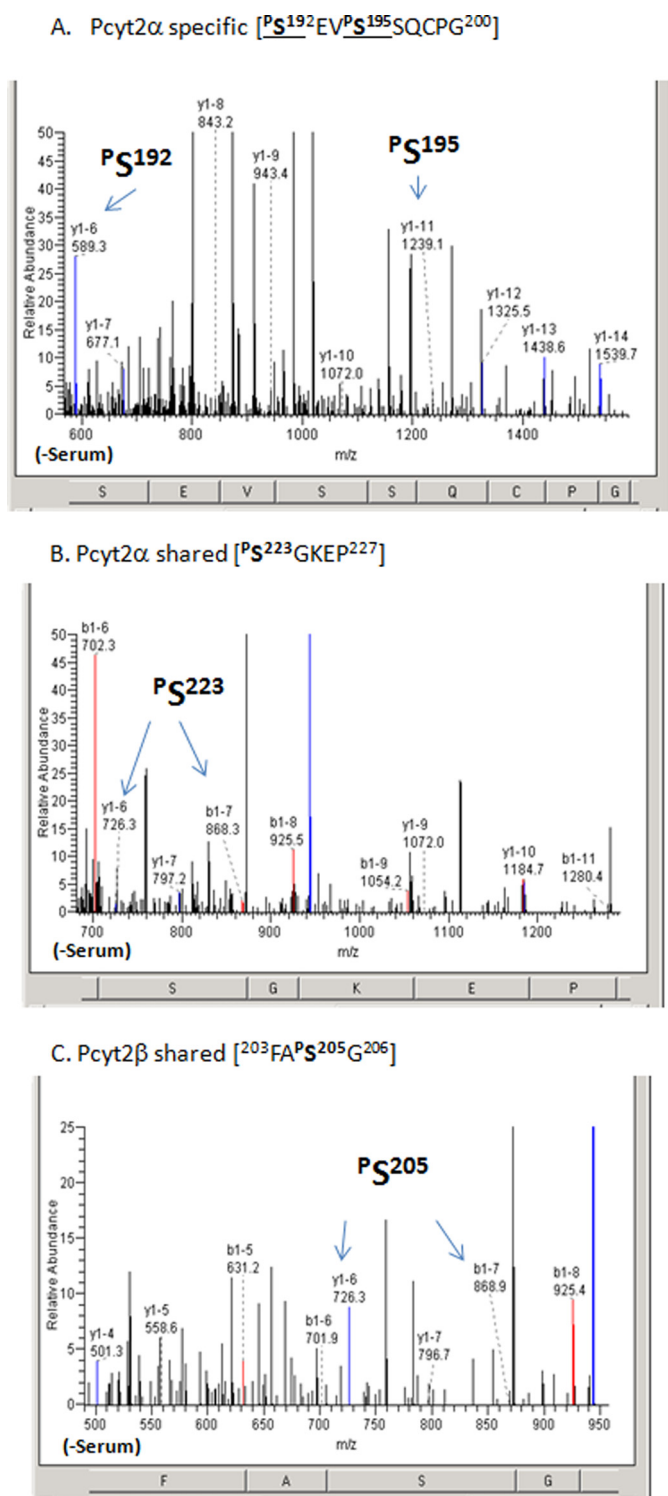 A. Pcyt2α specific [ᴾS¹⁹²EVᴾS¹⁹⁵SQCPG²⁰⁰]
Relative Abundance
50
45
40
35
30
25
20
15
10
5
0
ᴾS¹⁹²
ᴾS¹⁹⁵
y1-6
589.3
y1-7
677.1
y1-8
843.2
y1-9
943.4
y1-10
1072.0
y1-11
1239.1
y1-12
1325.5
y1-13
1438.6
y1-14
1539.7
600 800 1000 1200 1400
(-Serum)
m/z
S E V S S Q C P G
B. Pcyt2α shared [ᴾS²²³GKEP²²⁷]
Relative Abundance
50
45
40
35
30
25
20
15
10
5
0
ᴾS²²³
b1-6
702.3
y1-6
726.3
y1-7
797.2
b1-7
868.3
b1-8
925.5
b1-9
1054.2
y1-9
1072.0
y1-10
1184.7
b1-11
1280.4
700 800 900 1000 1100 1200
(-Serum)
m/z
S G K E P
C. Pcyt2β shared [²⁰³FAᴾS²⁰⁵G²⁰⁶]
Relative Abundance
25
20
15
10
5
0
ᴾS²⁰⁵
y1-4
501.3
y1-5
558.6
b1-5
631.2
b1-6
701.9
y1-6
726.3
y1-7
796.7
b1-7
868.9
b1-8
925.4
500 550 600 650 700 750 800 850 900 950
(-Serum)
m/z
F A S G